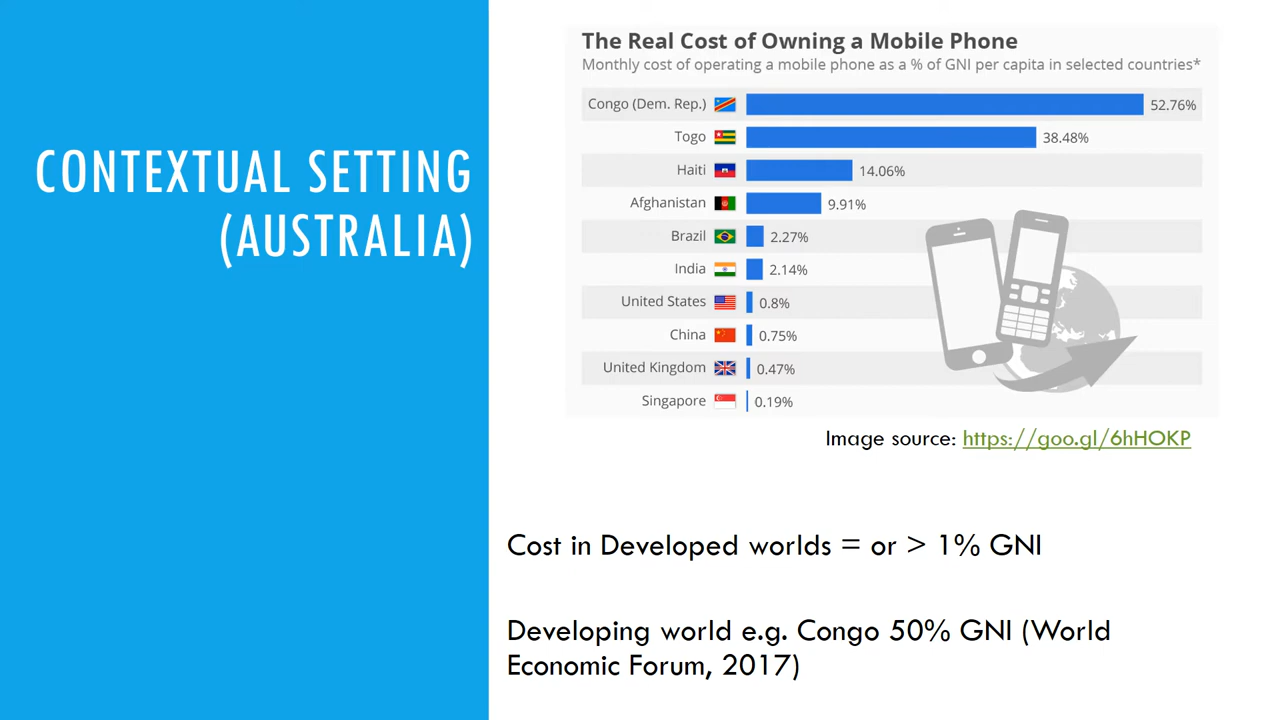 CONTEXTUAL SETTING
(AUSTRALIA)
The Real Cost of Owning a Mobile Phone
Monthly cost of operating a mobile phone as a % of GNI per capita in selected countries*
Congo (Dem. Rep.) 52.76%
Togo 38.48%
Haiti 14.06%
Afghanistan 9.91%
Brazil 2.27%
India 2.14%
United States 0.8%
China 0.75%
United Kingdom 0.47%
Singapore 0.19%
Image source: https://goo.gl/6hHOKP
Cost in Developed worlds = or > 1% GNI
Developing world e.g. Congo 50% GNI (World
Economic Forum, 2017)